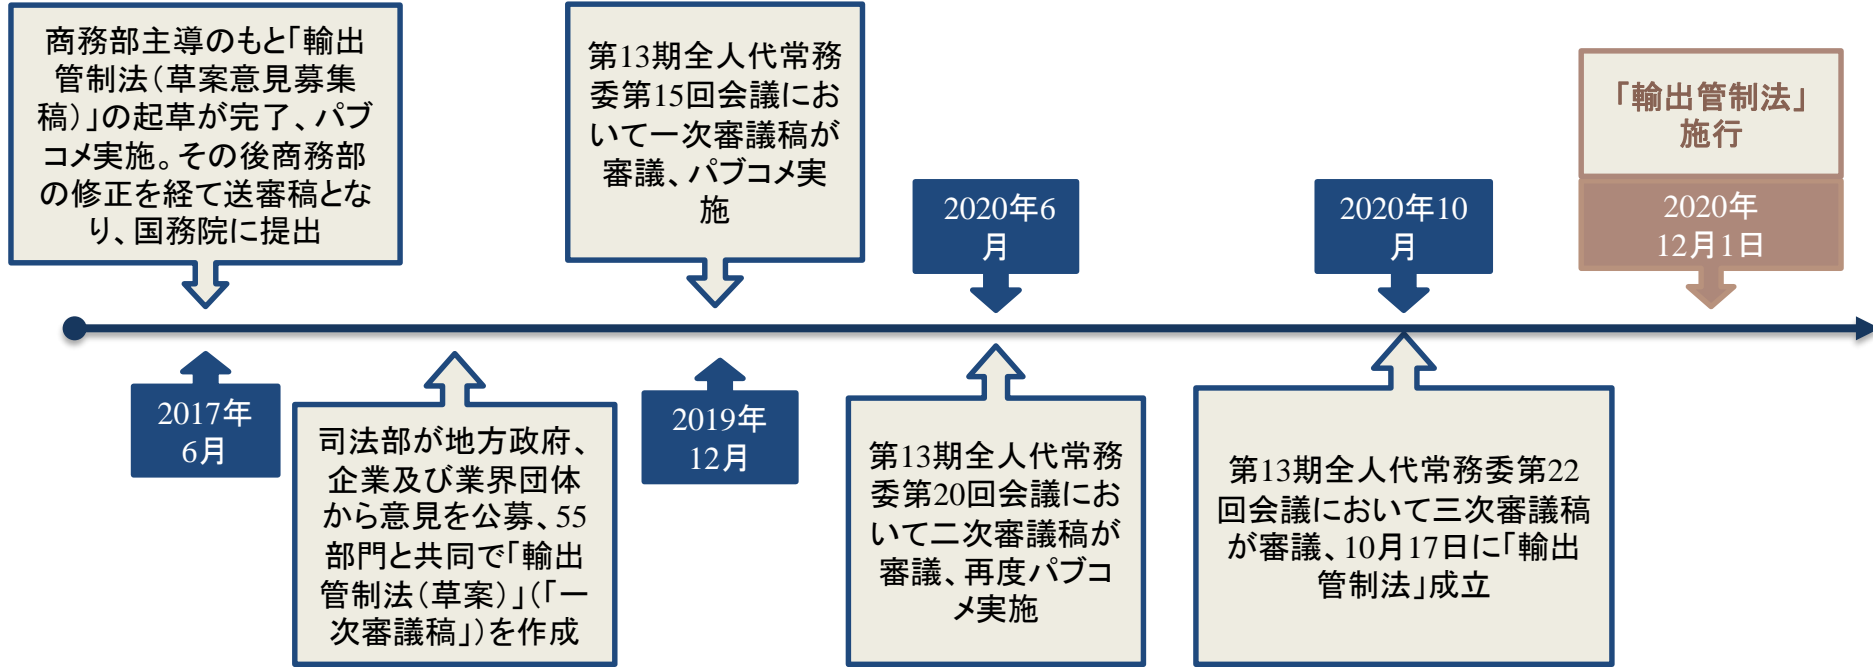 商務部主導のもと「輸出
管制法(草案意見募集
稿)」の起草が完了、パブ
コメ実施。その後商務部
の修正を経て送審稿とな
り、国務院に提出
2017年
6月
司法部が地方政府、
企業及び業界団体
から意見を公募、55
部門と共同で「輸出
管制法(草案)」(「一
次審議稿」)を作成
第13期全人代常務
委第15回会議にお
いて一次審議稿が
審議、パブコメ実
施
2019年
12月
2020年6
月
第13期全人代常務
委第20回会議にお
いて二次審議稿が
審議、再度パブコ
メ実施
2020年10
月
第13期全人代常務委第22
回会議において三次審議稿
が審議、10月17日に「輸出
管制法」成立
「輸出管制法」
施行
2020年
12月1日